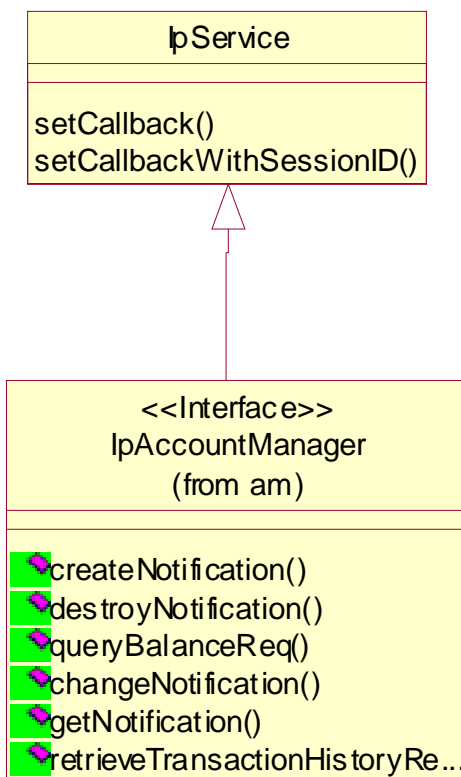 IpService
setCallback()
setCallbackWithSessionID()
<<Interface>>
IpAccountManager
(from am)
createNotification()
destroyNotification()
queryBalanceReq()
changeNotification()
getNotification()
retrieveTransactionHistoryRe...